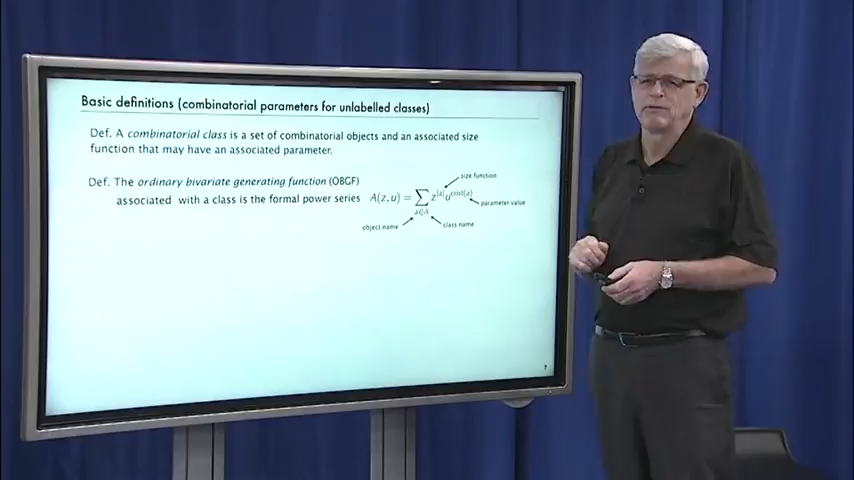 Basic definitions (combinatorial parameters for unlabelled classes)
Def. A combinatorial class is a set of combinatorial objects and an associated size
function that may have an associated parameter.
Def. The ordinary bivariate generating function (OBGF)
associated with a class is the formal power series
A(z, u) = ∑_{a∈A} z^{|a|} u^{cost(a)}
size function
parameter value
object name
class name